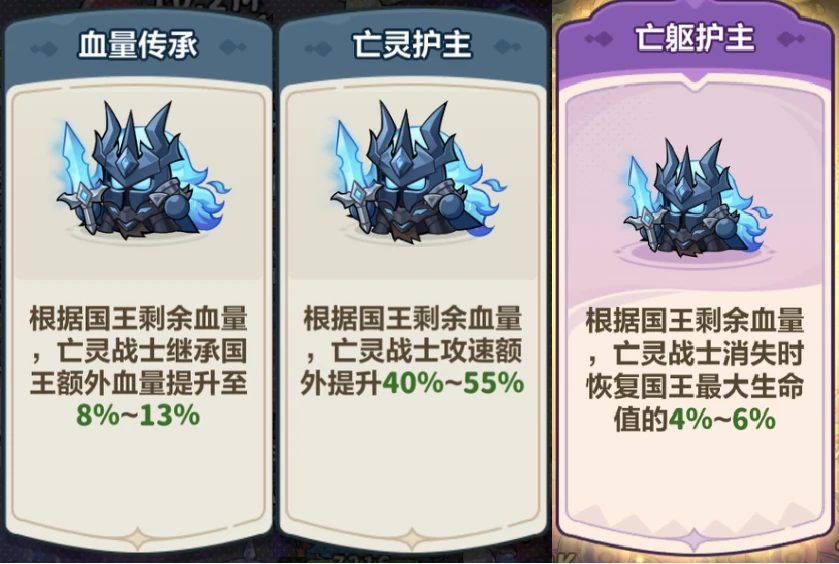 血量传承
根据国王剩余血量
，亡灵战士继承国
王额外血量提升至
8%~13%
亡灵护主
根据国王剩余血量
，亡灵战士攻速额
外提升40%~55%
亡躯护主
根据国王剩余血量
，亡灵战士消失时
恢复国王最大生命
值的4%~6%